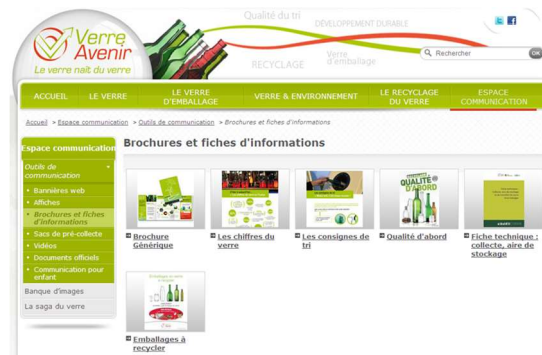 Qualité du tri
DÉVELOPPEMENT DURABLE
Verre
Avenir
Le verre naît du verre
RECYCLAGE
Verre
d'emballage
Rechercher
OK
ACCUEIL
LE VERRE
LE VERRE
D'EMBALLAGE
VERRE & ENVIRONNEMENT
LE RECYCLAGE
DU VERRE
ESPACE
COMMUNICATION
Accueil > Espace communication > Outils de communication > Brochures et fiches d'informations
Espace communication
Outils de
communication
Bannières web
Affiches
Brochures et fiches
d'informations
Sacs de pré-collecte
Vidéos
Documents officiels
Communication pour
enfant
Banque d'images
La saga du verre
Brochures et fiches d'informations
QUALITÉ
D'ABORD
Brochure
Générique
Les chiffres du
verre
Les consignes de
tri
Qualité d'abord
Fiche technique :
collecte, aire de
stockage
Emballages à
recycler